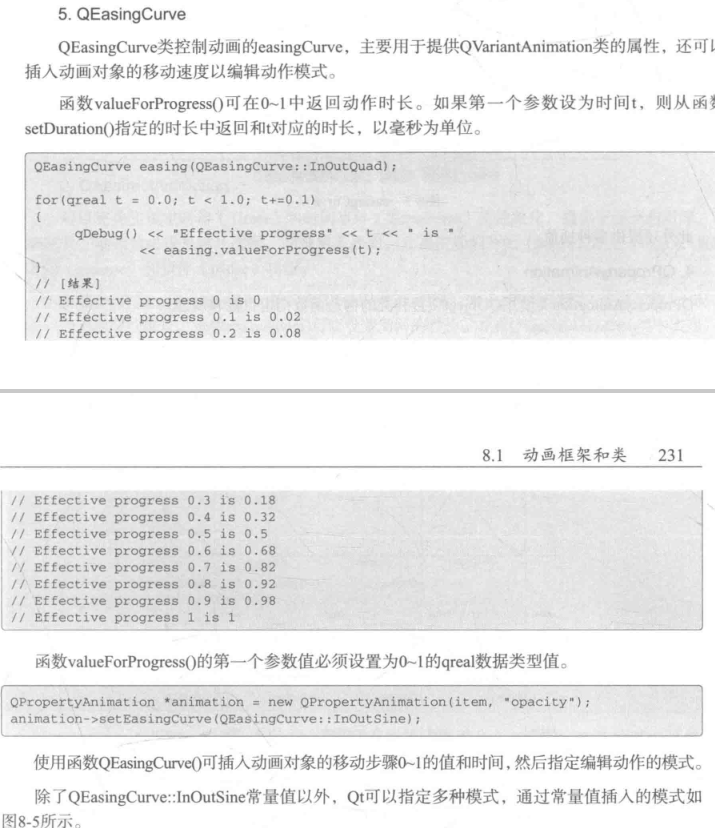 5. QEasingCurve
QEasingCurve类控制动画的easingCurve，主要用于提供QVariantAnimation类的属性，还可以
插入动画对象的移动速度以编辑动作模式。
函数valueForProgress()可在0~1中返回动作时长。如果第一个参数设为时间t，则从函数
setDuration()指定的时长中返回和t对应的时长，以毫秒为单位。
QEasingCurve easing(QEasingCurve::InOutQuad);
for(qreal t = 0.0; t < 1.0; t+=0.1)
{
qDebug() << "Effective progress" << t << " is "
<< easing.valueForProgress(t);
}
// [结果]
// Effective progress 0 is 0
// Effective progress 0.1 is 0.02
// Effective progress 0.2 is 0.08
8.1 动画框架和类 231
// Effective progress 0.3 is 0.18
// Effective progress 0.4 is 0.32
// Effective progress 0.5 is 0.5
// Effective progress 0.6 is 0.68
// Effective progress 0.7 is 0.82
// Effective progress 0.8 is 0.92
// Effective progress 0.9 is 0.98
// Effective progress 1 is 1
函数valueForProgress()的第一个参数值必须设置为0~1的qreal数据类型值。
QPropertyAnimation *animation = new QPropertyAnimation(item, "opacity");
animation->setEasingCurve(QEasingCurve::InOutSine);
使用函数QEasingCurve()可插入动画对象的移动步骤0~1的值和时间，然后指定编辑动作的模式。
除了QEasingCurve::InOutSine常量值以外，Qt可以指定多种模式，通过常量值插入的模式如
图8-5所示。